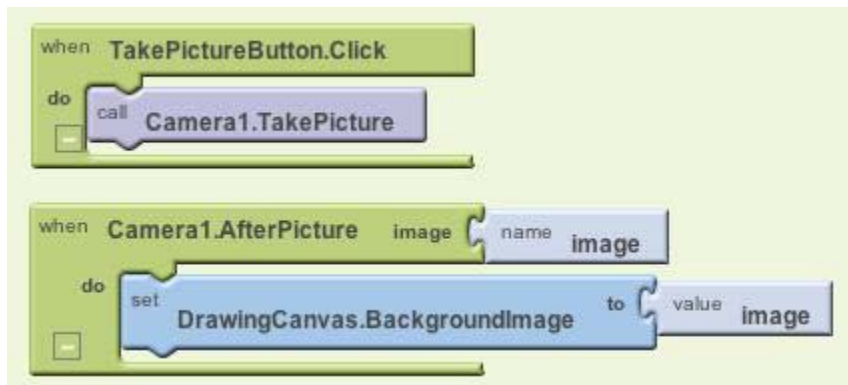 when TakePictureButton.Click
do
call Camera1.TakePicture
when Camera1.AfterPicture image name image
do
set DrawingCanvas.BackgroundImage to value image